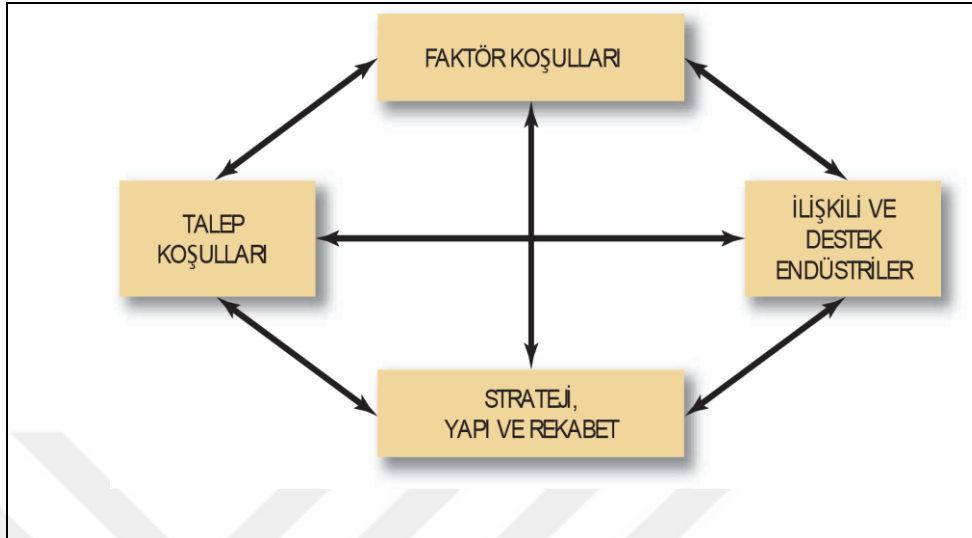 FAKTÖR KOŞULLARI
TALEP
KOŞULLARI
İLİŞKİLİ VE
DESTEK
ENDÜSTRİLER
STRATEJİ,
YAPI VE REKABET